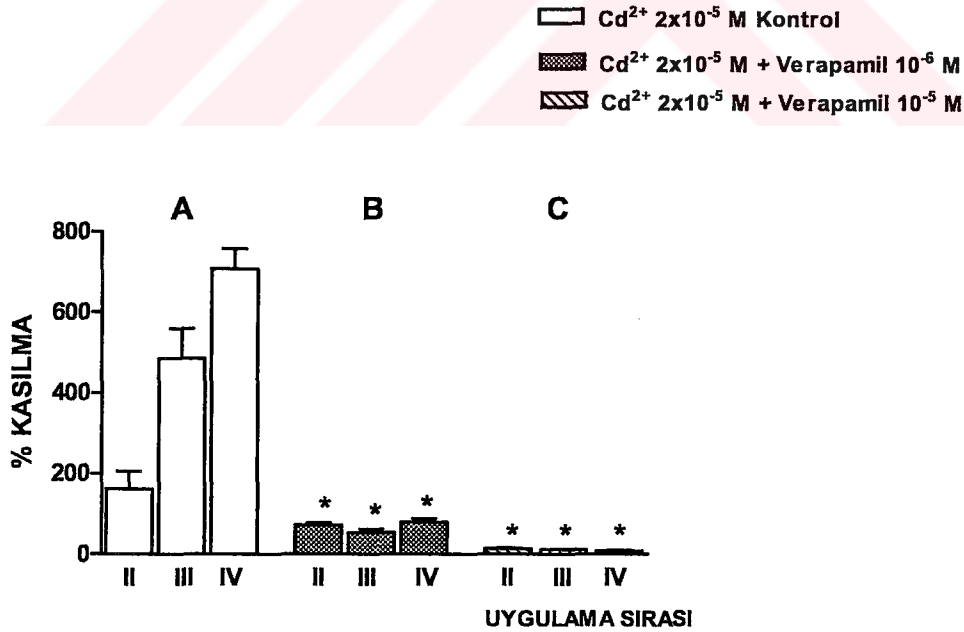 Cd²⁺ 2x10⁻⁵ M Kontrol
Cd²⁺ 2x10⁻⁵ M + Verapamil 10⁻⁶ M
Cd²⁺ 2x10⁻⁵ M + Verapamil 10⁻⁵ M
A B C
% KASILMA
800
600
400
200
0
* * * * * *
II III IV II III IV II III IV
UYGULAMA SIRASI